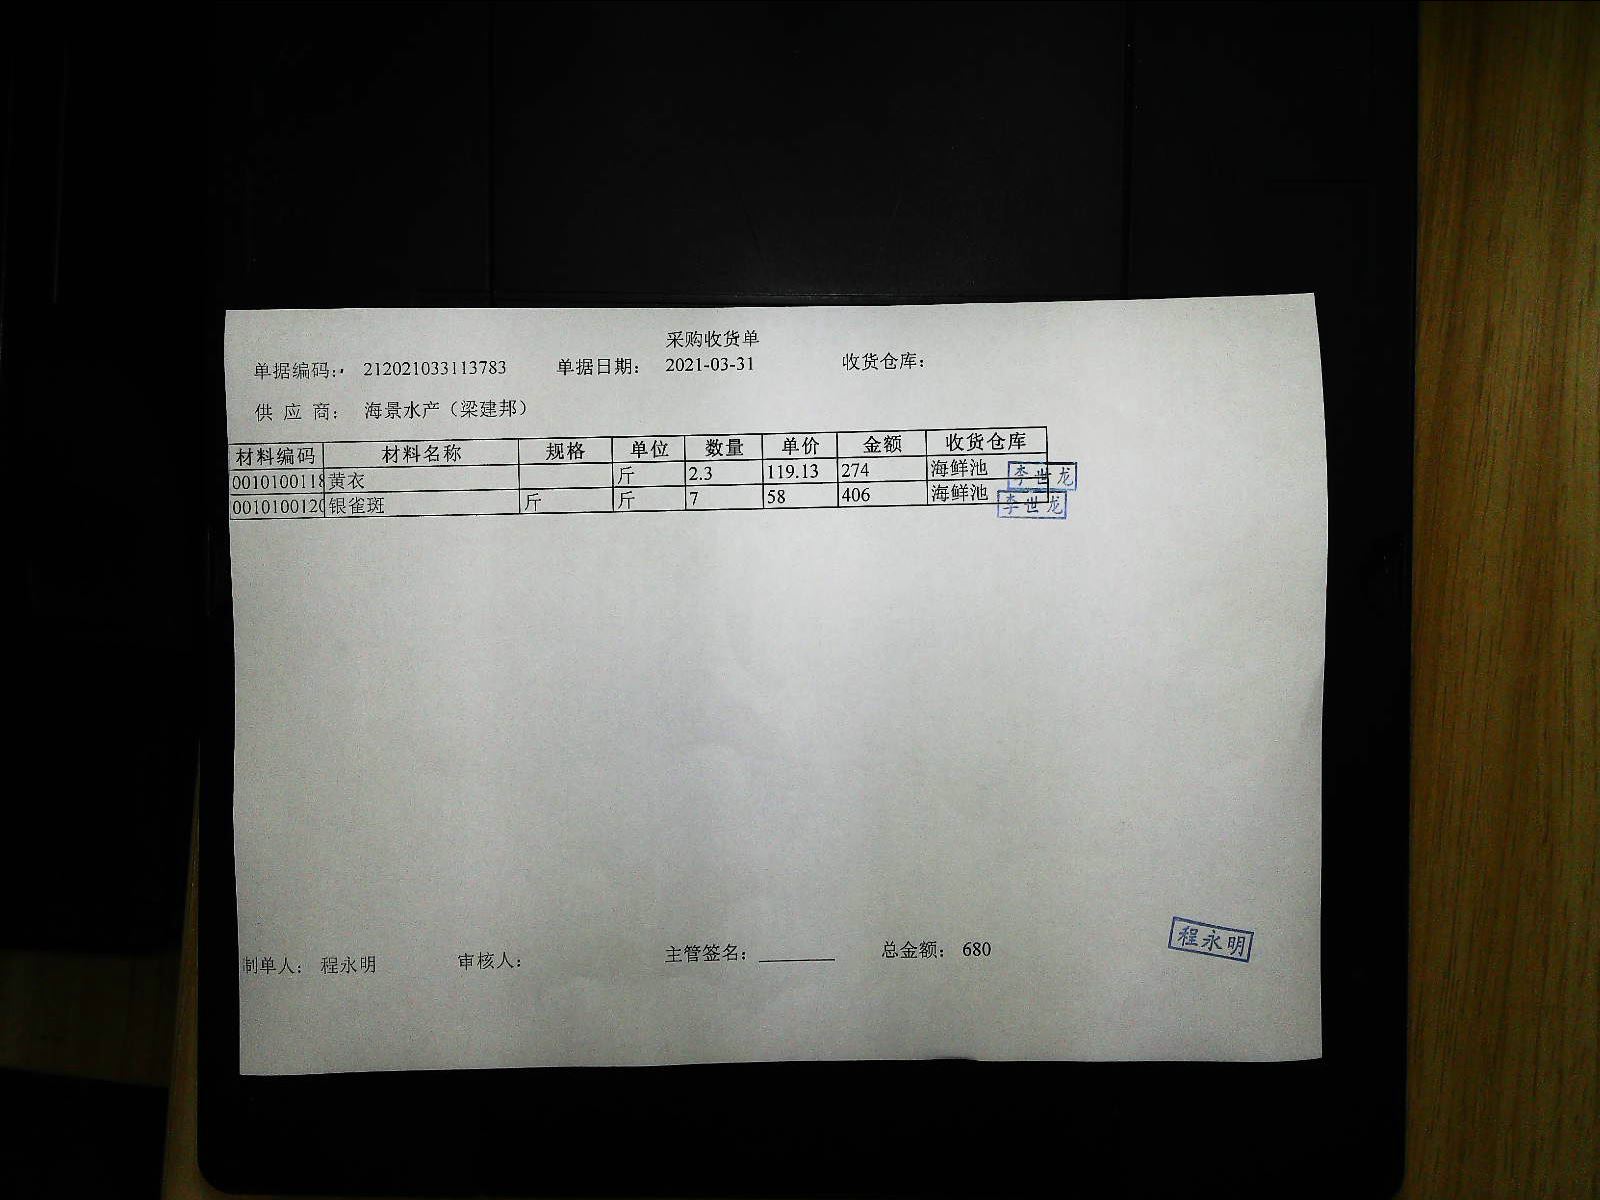 采购收货单
单据编码: 212021033113783 单据日期: 2021-03-31 收货仓库:
供 应 商: 海景水产（梁建邦）
材料编码 材料名称 规格 单位 数量 单价 金额 收货仓库
0010100118 黄衣 斤 2.3 119.13 274 海鲜池 李世龙
001010012 银雀斑 斤 斤 7 58 406 海鲜池 李世龙
程永明
制单人: 程永明 审核人: 主管签名: ________ 总金额: 680